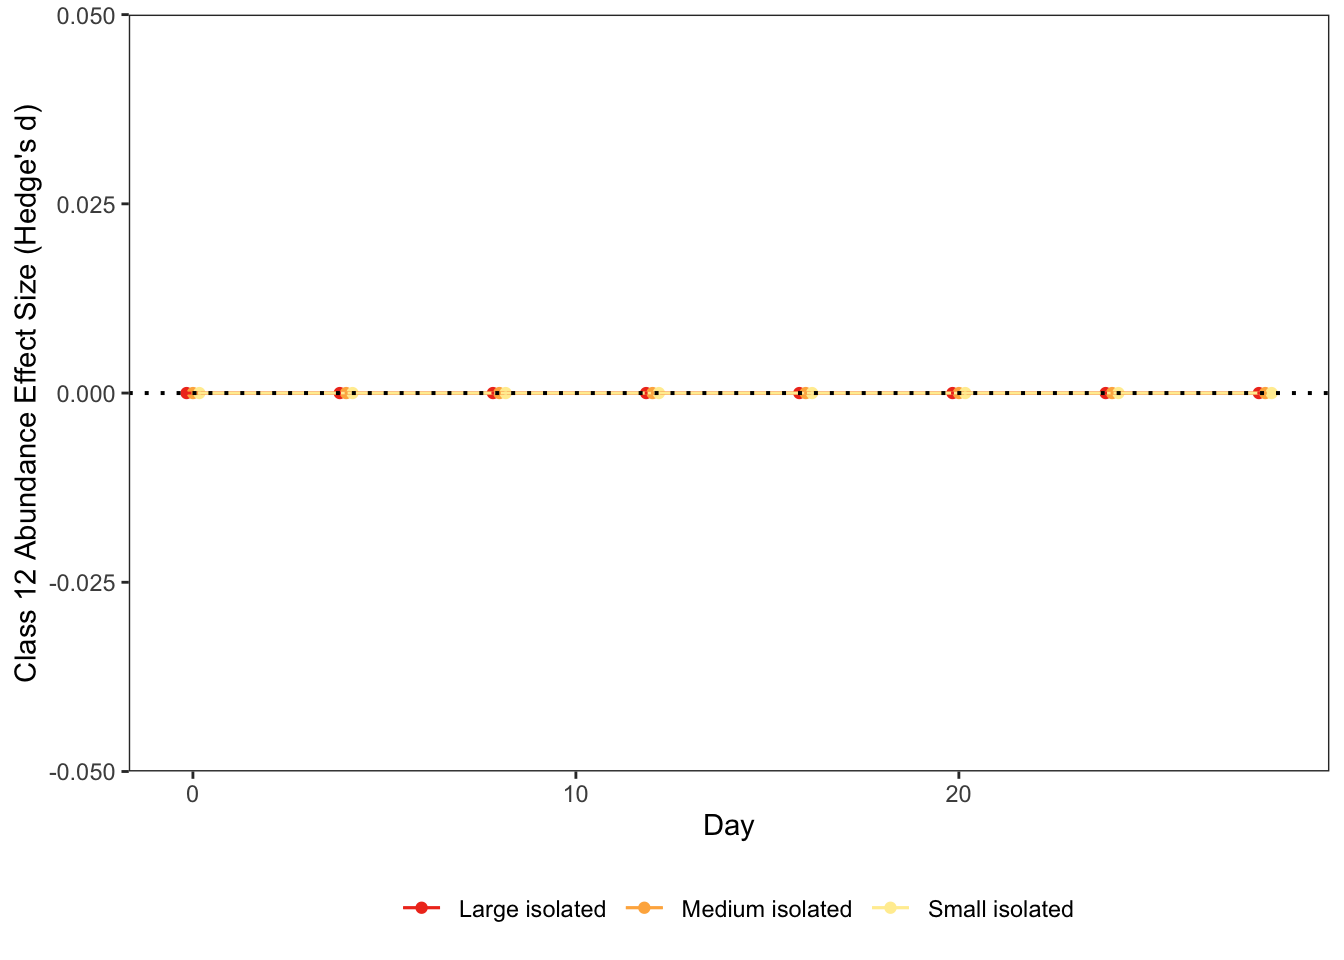 Class 12 Abundance Effect Size (Hedge's d)
0.050
0.025
0.000
-0.025
-0.050
0 10 20
Day
Large isolated Medium isolated Small isolated